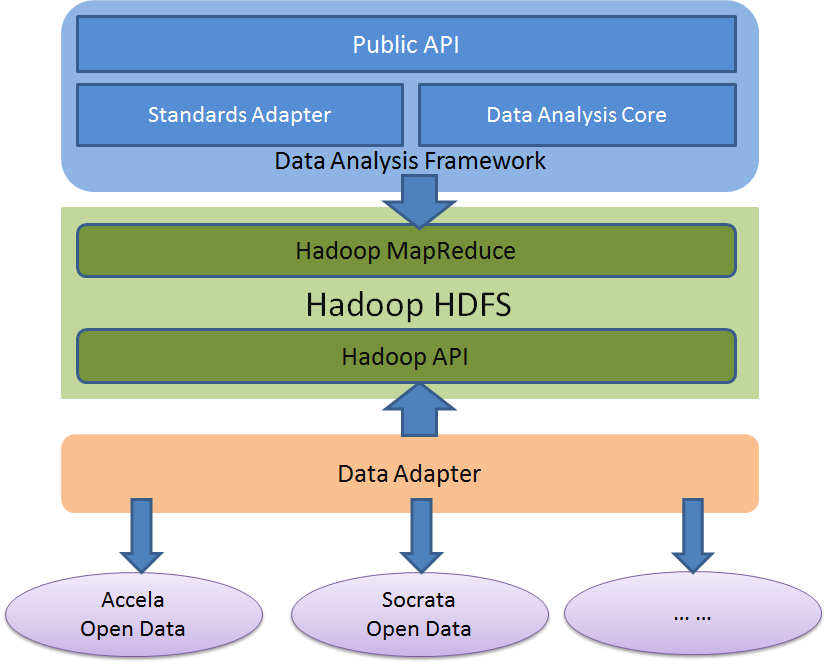 Public API
Standards Adapter
Data Analysis Core
Data Analysis Framework
Hadoop MapReduce
Hadoop HDFS
Hadoop API
Data Adapter
Accela
Open Data
Socrata
Open Data
... ...